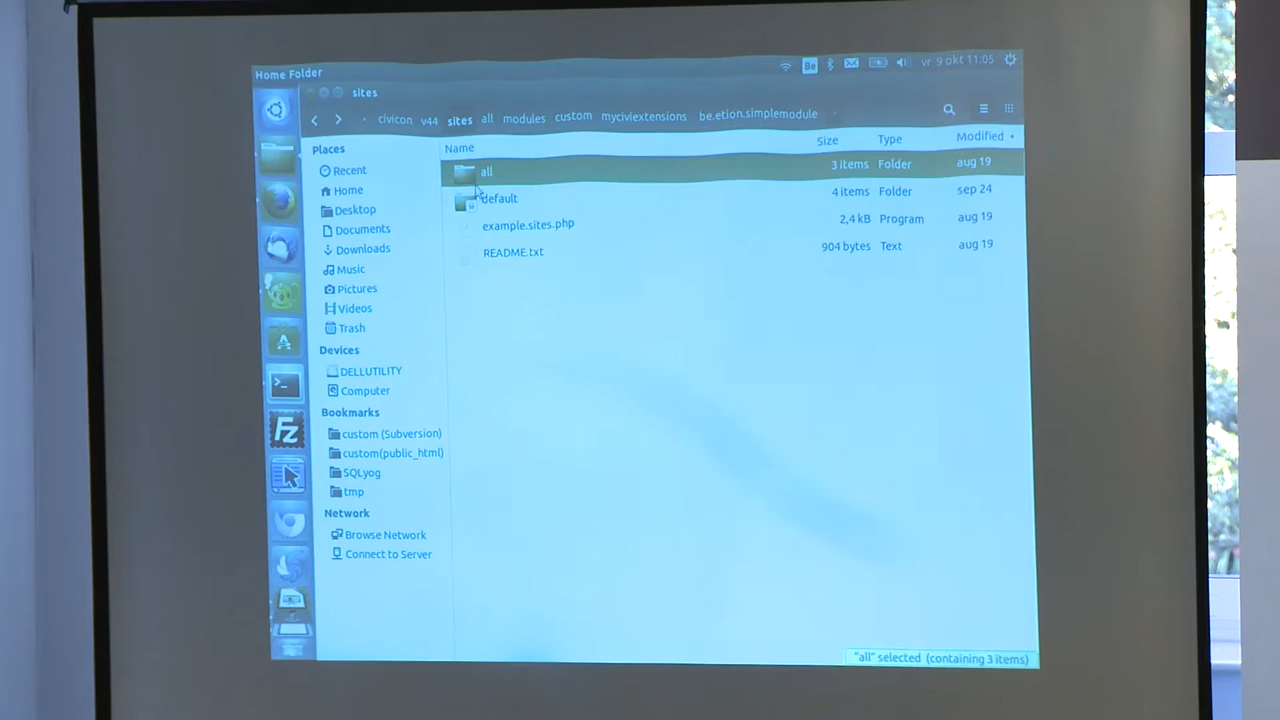 Home Folder
Be
vr 9 okt 11:05
sites
civicon v44 sites all modules custom myciviextensions be.etion.simplemodule
Places
Recent
Home
Desktop
Documents
Downloads
Music
Pictures
Videos
Trash
Devices
DELLUTILITY
Computer
Bookmarks
custom (Subversion)
custom(public_html)
SQLyog
tmp
Network
Browse Network
Connect to Server
Name Size Type Modified
all 3 items Folder aug 19
default 4 items Folder sep 24
example.sites.php 2,4 kB Program aug 19
README.txt 904 bytes Text aug 19
Fz
"all" selected (containing 3 items)